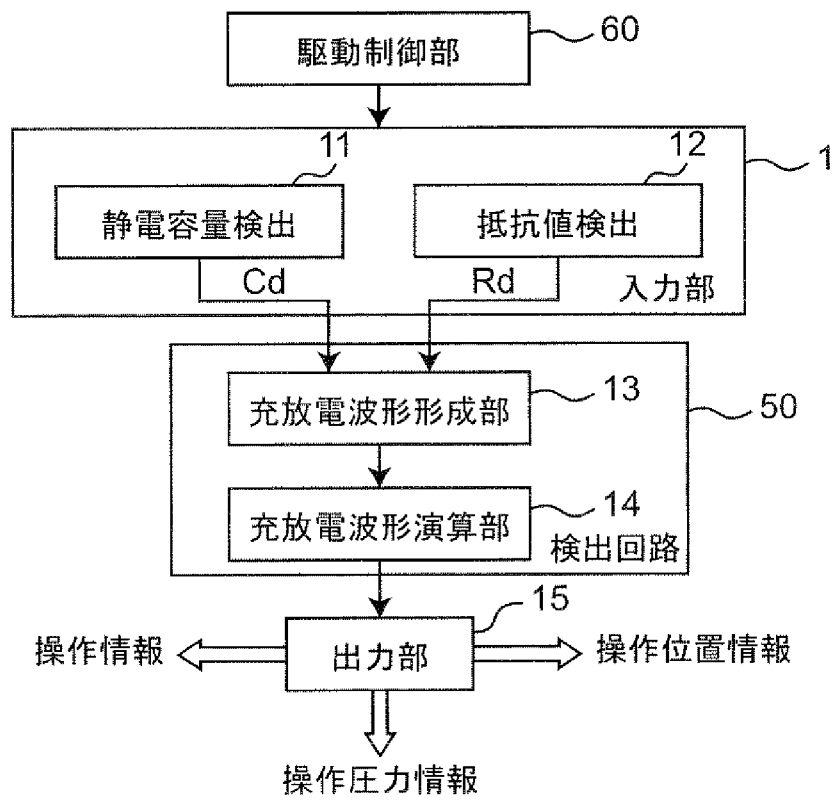 駆動制御部
60
11
12
1
静電容量検出
抵抗値検出
Cd
Rd
入力部
充放電波形形成部
13
50
充放電波形演算部
14
検出回路
15
操作情報
出力部
操作位置情報
操作圧力情報